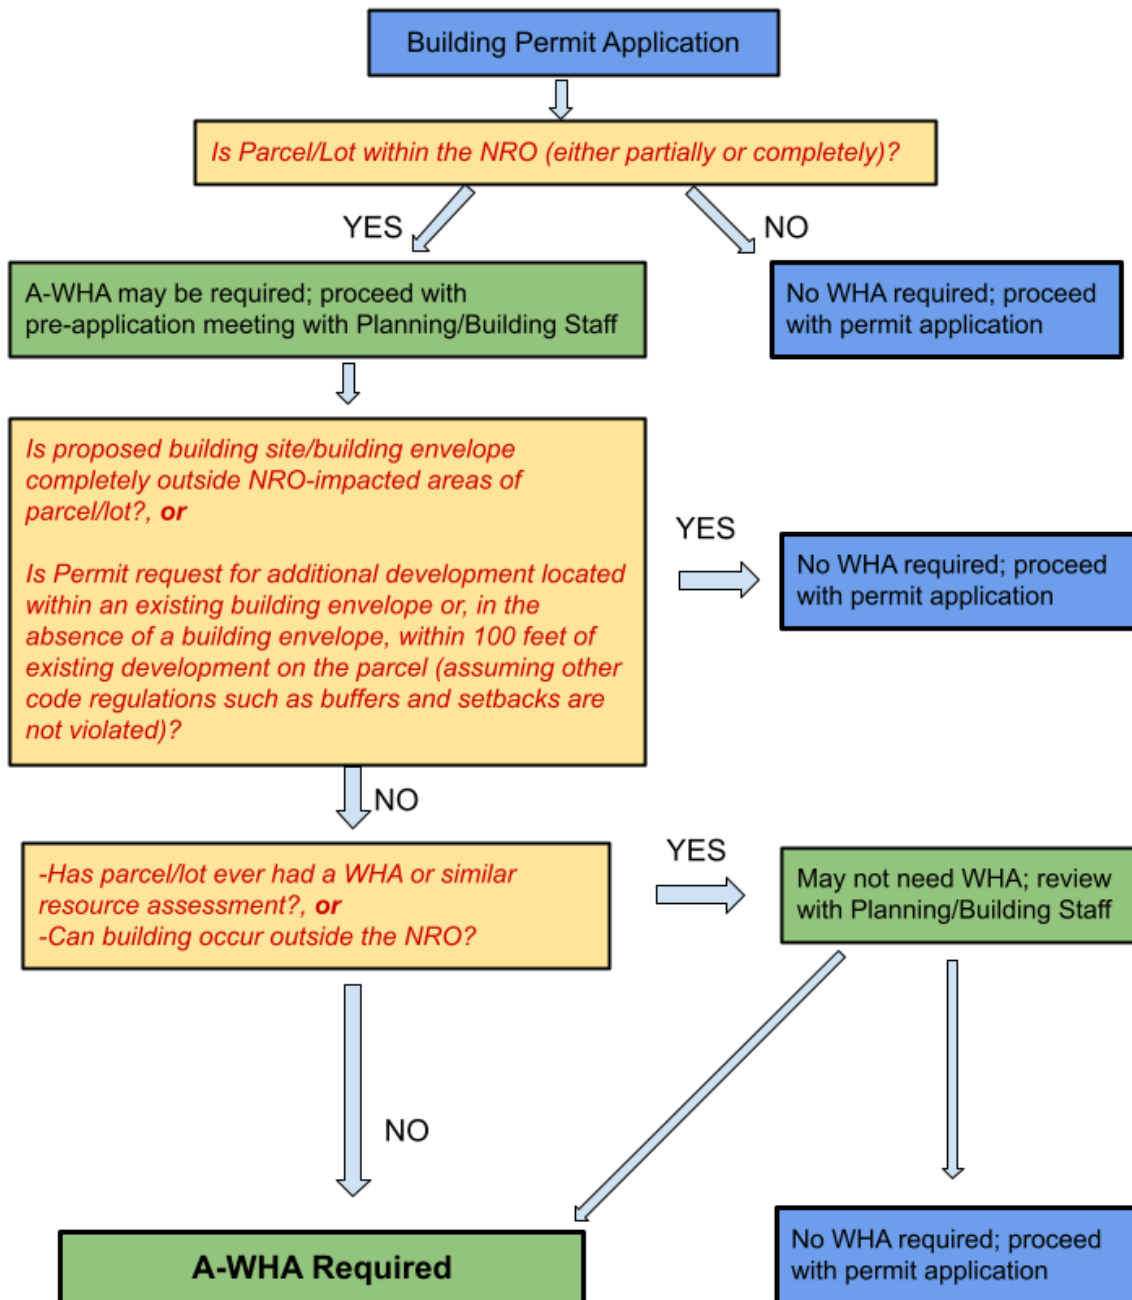 Building Permit Application
Is Parcel/Lot within the NRO (either partially or completely)?
YES
NO
A-WHA may be required; proceed with
pre-application meeting with Planning/Building Staff
No WHA required; proceed
with permit application
Is proposed building site/building envelope
completely outside NRO-impacted areas of
parcel/lot?, or
Is Permit request for additional development located
within an existing building envelope or, in the
absence of a building envelope, within 100 feet of
existing development on the parcel (assuming other
code regulations such as buffers and setbacks are
not violated)?
YES
No WHA required; proceed
with permit application
NO
-Has parcel/lot ever had a WHA or similar
resource assessment?, or
-Can building occur outside the NRO?
YES
May not need WHA; review
with Planning/Building Staff
NO
A-WHA Required
No WHA required; proceed
with permit application